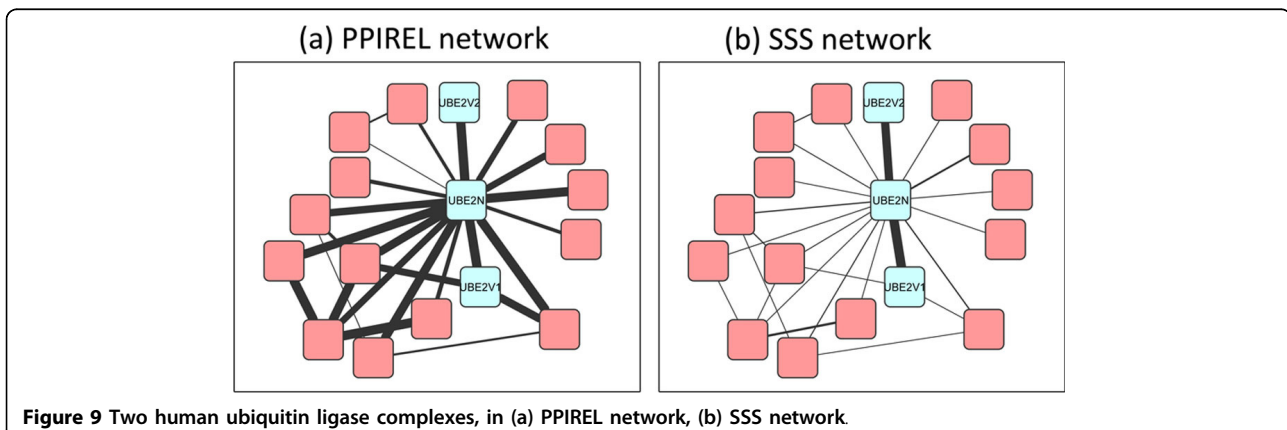 (a) PPIREL network
(b) SSS network
UBE2V2
UBE2N
UBE2V1
UBE2V2
UBE2N
UBE2V1
Figure 9 Two human ubiquitin ligase complexes, in (a) PPIREL network, (b) SSS network.